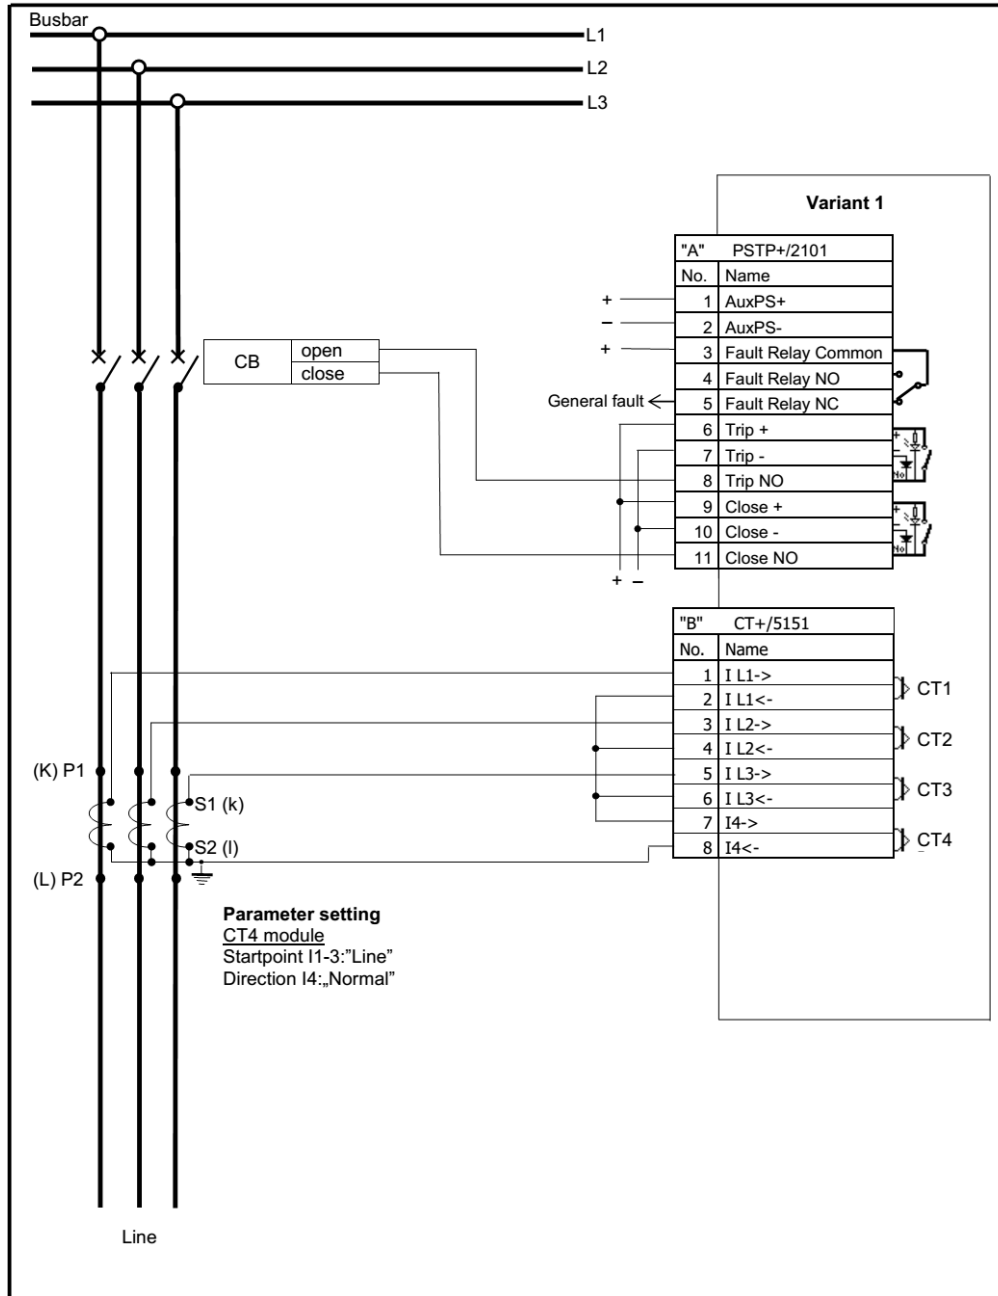 Busbar
L1
L2
L3
Variant 1
"A" PSTP+/2101
No. Name
+ 1 AuxPS+
– 2 AuxPS-
+ 3 Fault Relay Common
4 Fault Relay NO
General fault 5 Fault Relay NC
6 Trip +
7 Trip -
8 Trip NO
9 Close +
10 Close -
11 Close NO
+ –
CB open
close
+
No
+
No
"B" CT+/5151
No. Name
1 I L1->
2 I L1<-
CT1
3 I L2->
4 I L2<-
CT2
5 I L3->
6 I L3<-
CT3
7 I4->
8 I4<-
CT4
(K) P1
S1 (k)
S2 (l)
(L) P2
Parameter setting
CT4 module
Startpoint I1-3:”Line”
Direction I4:„Normal”
Line